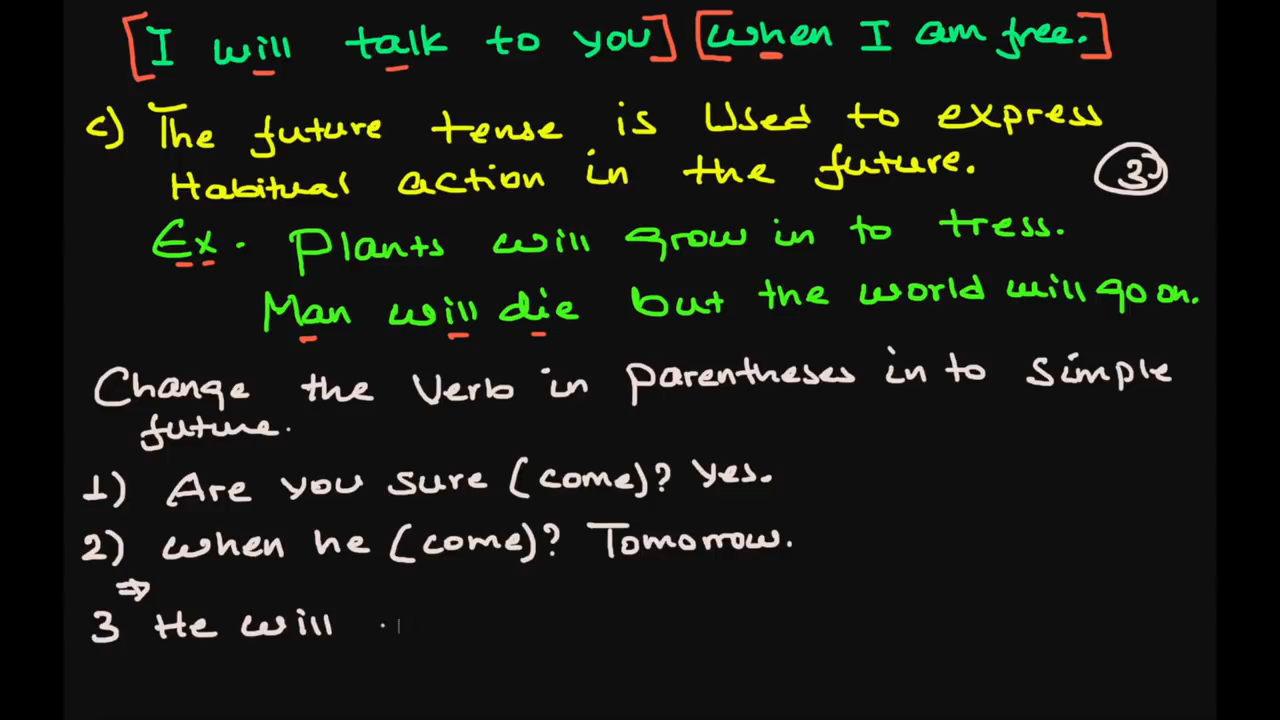 [I will talk to you] [when I am free.]
c) The future tense is Used to express
Habitual action in the future.
3
Ex. Plants will grow in to tress.
Man will die but the world will go on.
Change the Verb in parentheses in to simple
future.
1) Are you sure (come)? Yes.
2) when he (come)? Tomorrow.
⇒
3 He will